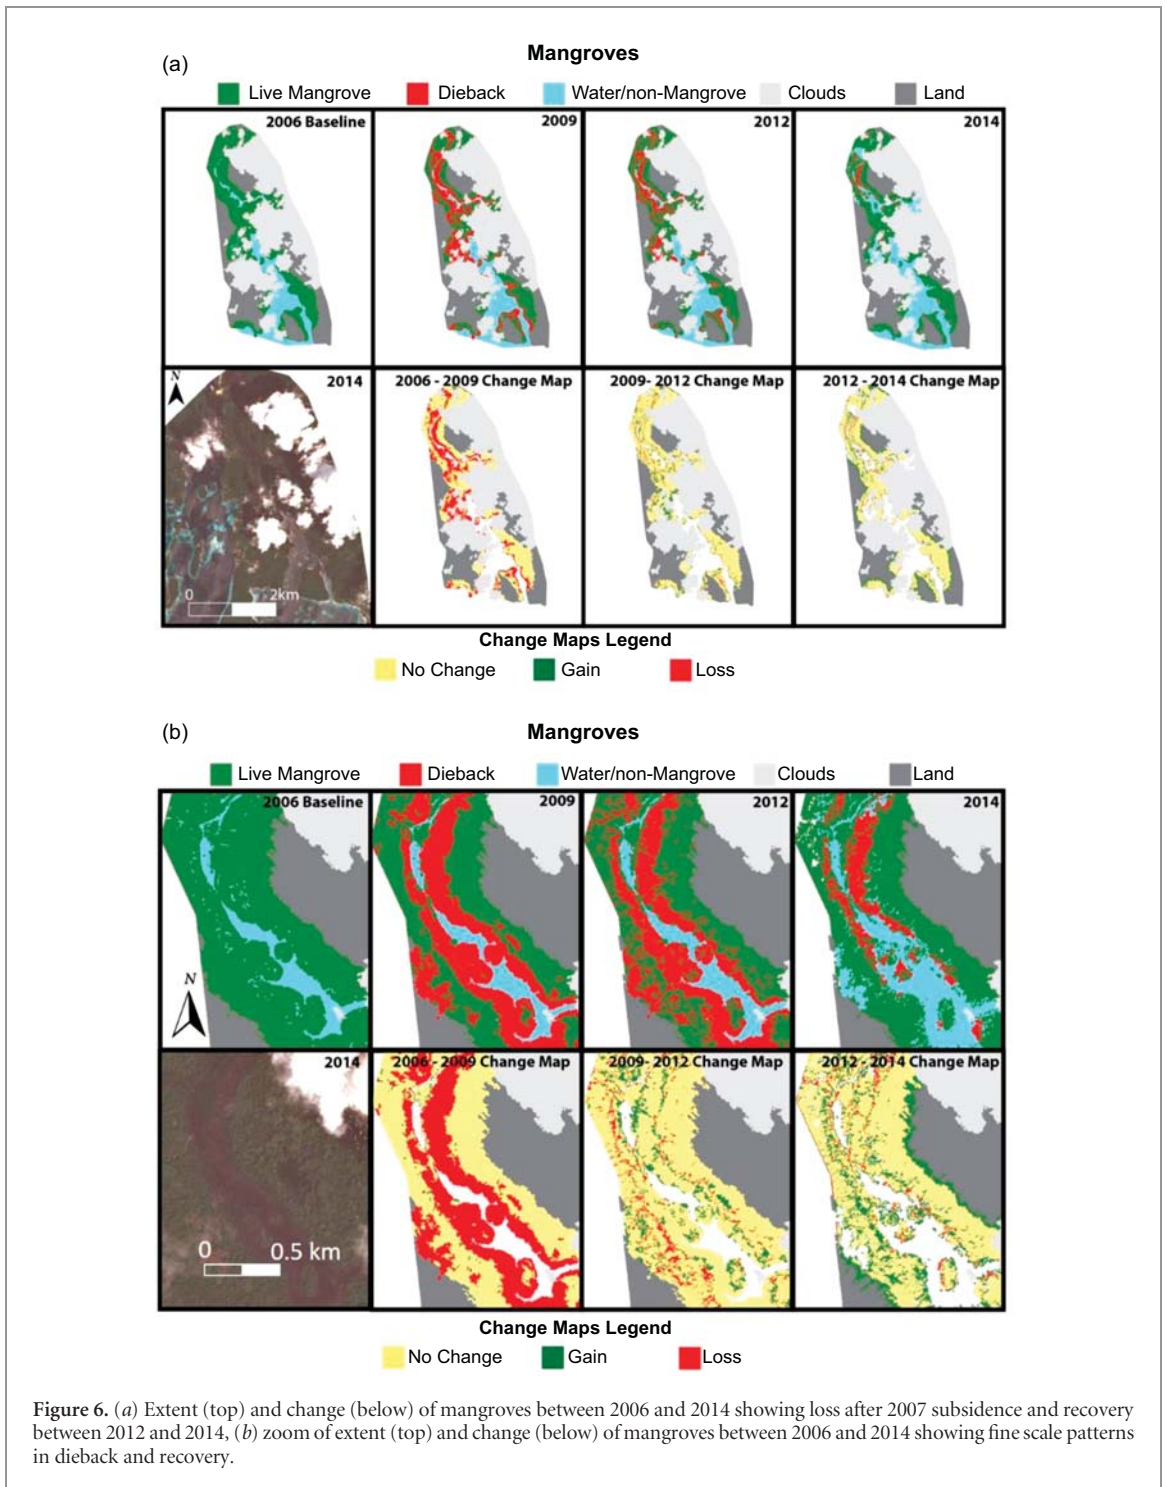 (a)
Mangroves
Live Mangrove Dieback Water/non-Mangrove Clouds Land
2006 Baseline 2009 2012 2014
N
2014 2006 - 2009 Change Map 2009- 2012 Change Map 2012 - 2014 Change Map
0 2km
Change Maps Legend
No Change Gain Loss
(b)
Mangroves
Live Mangrove Dieback Water/non-Mangrove Clouds Land
2006 Baseline 2009 2012 2014
N
2014 2006 - 2009 Change Map 2009- 2012 Change Map 2012 - 2014 Change Map
0 0.5 km
Change Maps Legend
No Change Gain Loss
Figure 6. (a) Extent (top) and change (below) of mangroves between 2006 and 2014 showing loss after 2007 subsidence and recovery
between 2012 and 2014, (b) zoom of extent (top) and change (below) of mangroves between 2006 and 2014 showing fine scale patterns
in dieback and recovery.